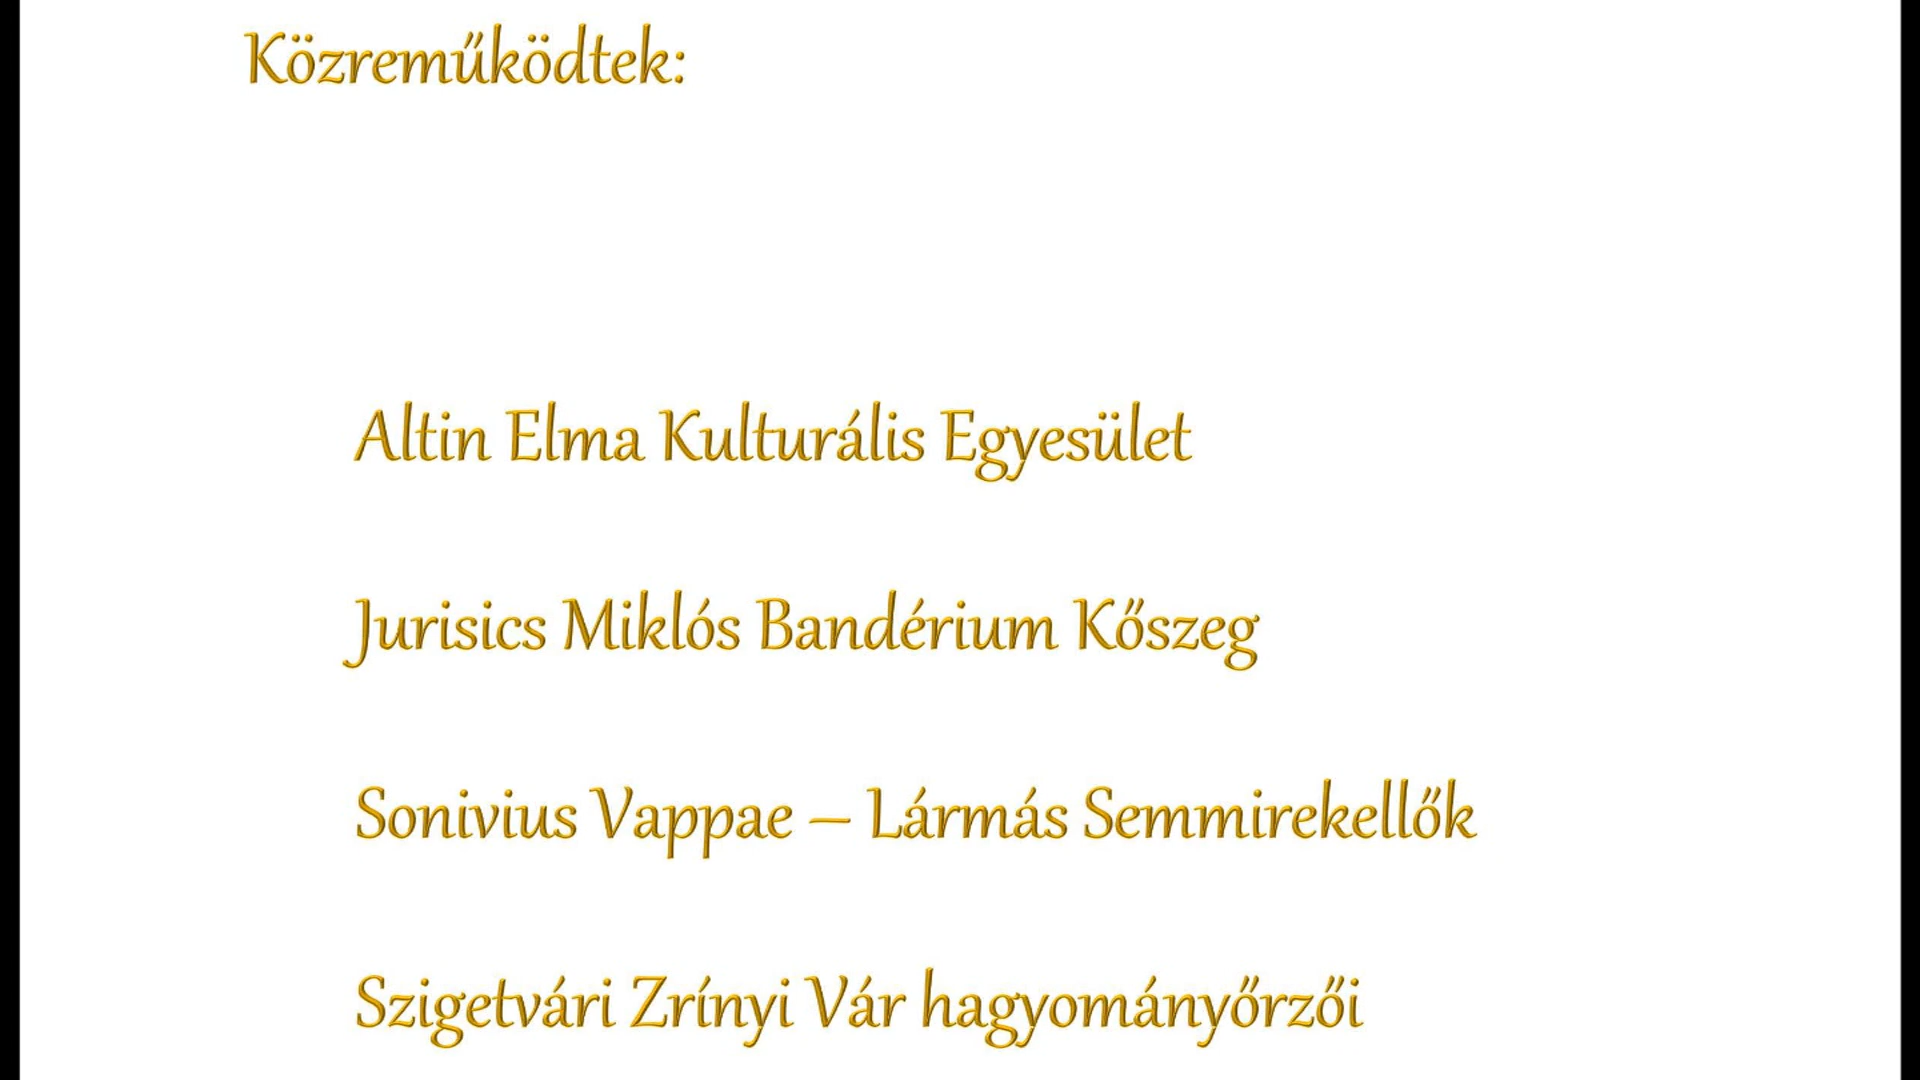 Közreműködtek:
Altin Elma Kulturális Egyesület
Jurisics Miklós Bandérium Kőszeg
Sonivius Vappae – Lármás Semmirekellők
Szigetvári Zrínyi Vár hagyományőrzői